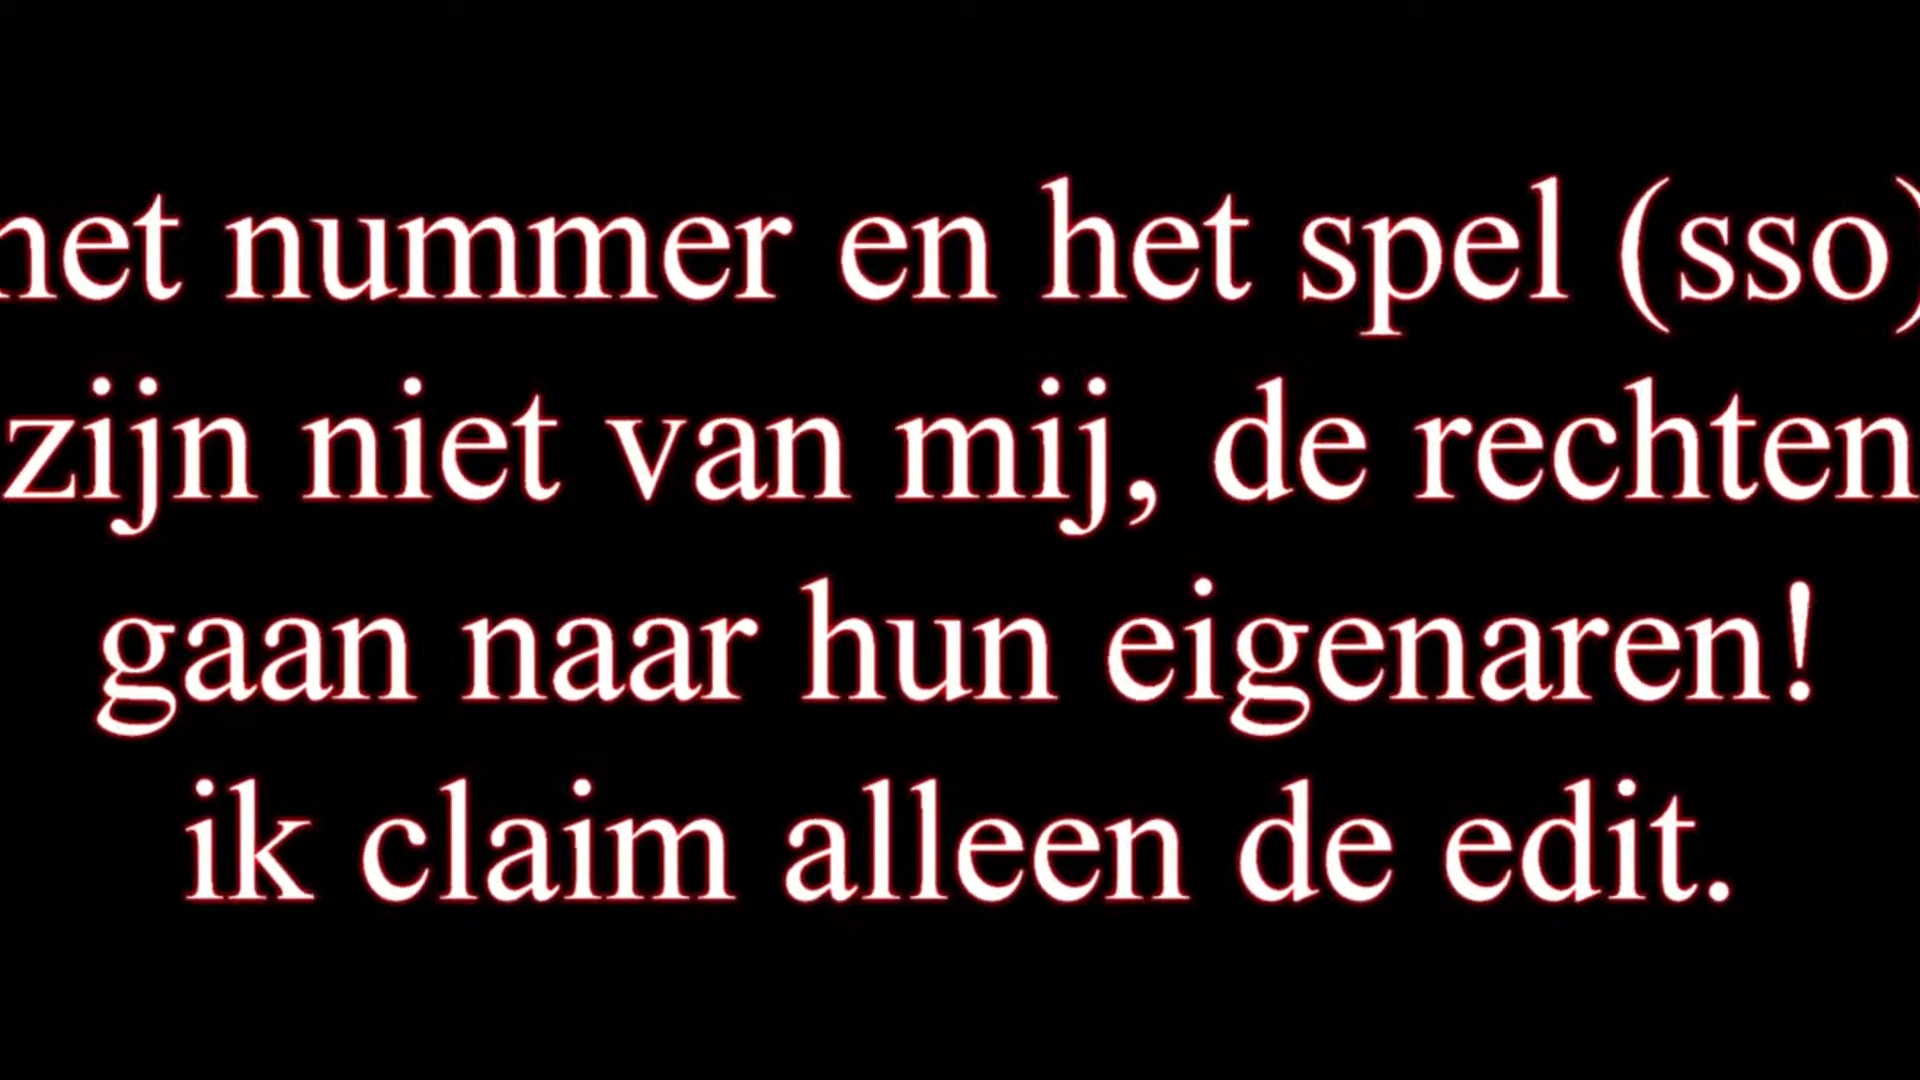 het nummer en het spel (sso)
zijn niet van mij, de rechten
gaan naar hun eigenaren!
ik claim alleen de edit.